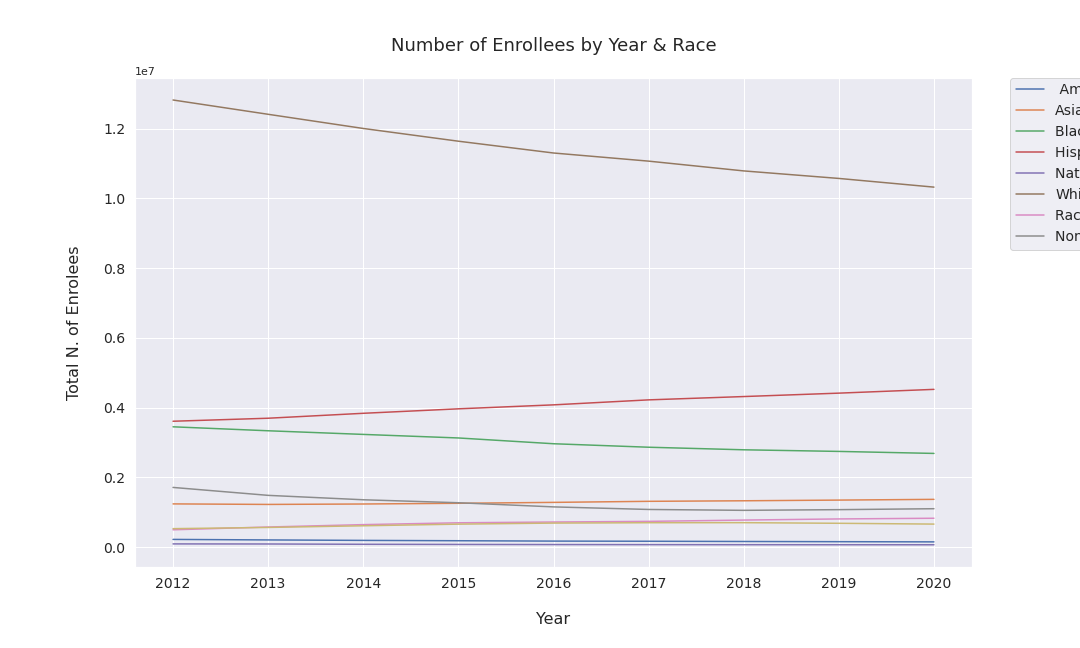 Number of Enrollees by Year & Race
1e7
1.2
1.0
0.8
0.6
0.4
0.2
0.0
Total N. of Enrolees
2012 2013 2014 2015 2016 2017 2018 2019 2020
Year
Am
Asia
Blac
Hisp
Nat
Whi
Rac
Non